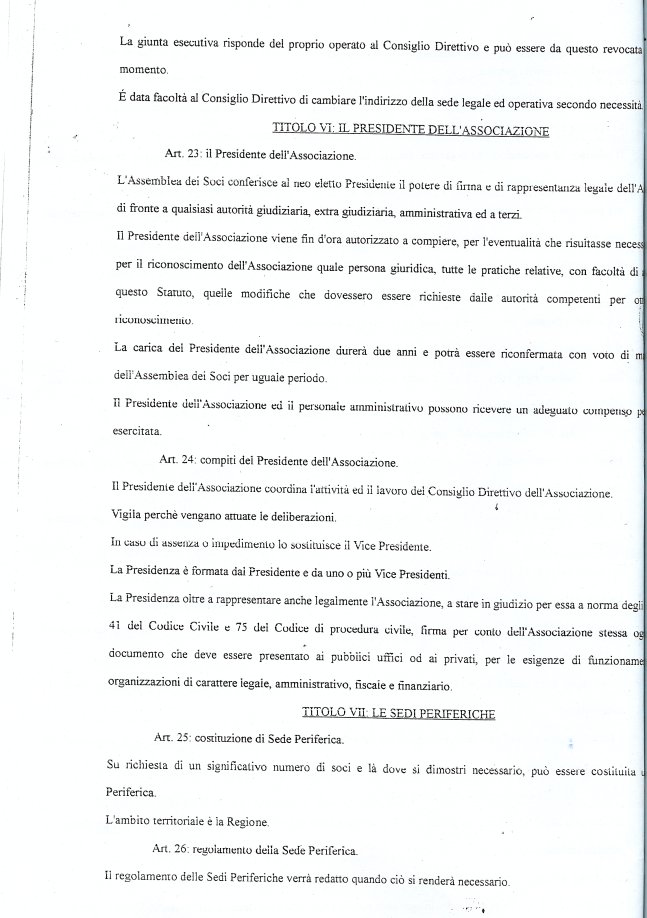 La giunta esecutiva risponde del proprio operato al Consiglio Direttivo e può essere da questo revocata
momento.
É data facoltà al Consiglio Direttivo di cambiare l'indirizzo della sede legale ed operativa secondo necessità.
TITOLO VI: IL PRESIDENTE DELL'ASSOCIAZIONE
Art. 23: il Presidente dell'Associazione.
L'Assemblea dei Soci conferisce al neo eletto Presidente il potere di firma e di rappresentanza legale dell'A
di fronte a qualsiasi autorità giudiziaria, extra giudiziaria, amministrativa ed a terzi.
Il Presidente dell'Associazione viene fin d'ora autorizzato a compiere, per l'eventualità che risultasse necess
per il riconoscimento dell'Associazione quale persona giuridica, tutte le pratiche relative, con facoltà di
questo Statuto, quelle modifiche che dovessero essere richieste dalle autorità competenti per ot
riconoscimento.
La carica del Presidente dell'Associazione durerà due anni e potrà essere riconfermata con voto di m
dell'Assemblea dei Soci per uguale periodo.
Il Presidente dell'Associazione ed il personale amministrativo possono ricevere un adeguato compenso pe
esercitata.
Art. 24: compiti del Presidente dell'Associazione.
Il Presidente dell'Associazione coordina l'attività ed il lavoro del Consiglio Direttivo dell'Associazione.
Vigila perchè vengano attuate le deliberazioni.
In caso di assenza o impedimento lo sostituisce il Vice Presidente.
La Presidenza è formata dal Presidente e da uno o più Vice Presidenti.
La Presidenza oltre a rappresentare anche legalmente l'Associazione, a stare in giudizio per essa a norma degli
41 del Codice Civile e 75 del Codice di procedura civile, firma per conto dell'Associazione stessa og
documento che deve essere presentato ai pubblici uffici od ai privati, per le esigenze di funzioname
organizzazioni di carattere legale, amministrativo, fiscale e finanziario.
TITOLO VII: LE SEDI PERIFERICHE
Art. 25: costituzione di Sede Periferica.
Su richiesta di un significativo numero di soci e là dove si dimostri necessario, può essere costituita u
Periferica.
L'ambito territoriale è la Regione.
Art. 26: regolamento della Sede Periferica.
Il regolamento delle Sedi Periferiche verrà redatto quando ciò si renderà necessario.